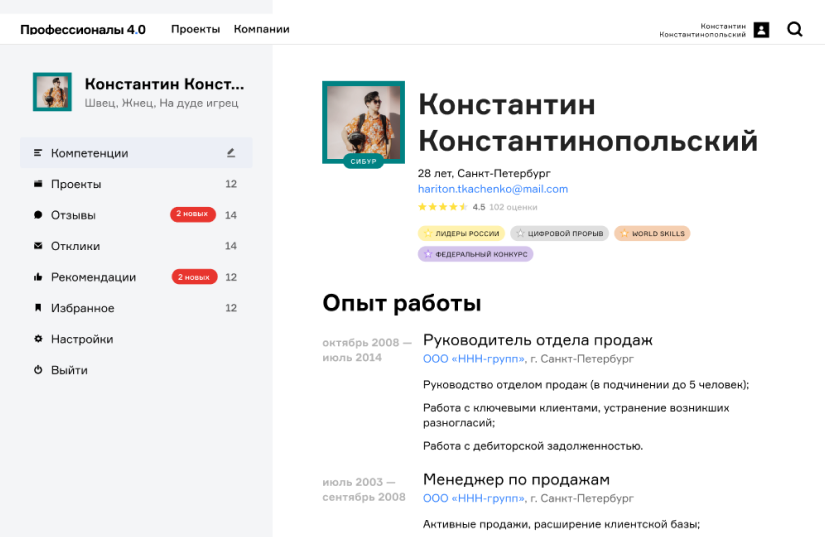 Профессионалы 4.0
Проекты
Компании
Константин
Константинопольский
Константин Конст...
Швец, Жнец, На дуде игрец
Компетенции
Проекты 12
Отзывы 2 новых 14
Отклики 14
Рекомендации 2 новых 12
Избранное 12
Настройки
Выйти
СИБУР
Константин
Константинопольский
28 лет, Санкт-Петербург
hariton.tkachenko@mail.com
4.5 102 оценки
ЛИДЕРЫ РОССИИ
ЦИФРОВОЙ ПРОРЫВ
WORLD SKILLS
ФЕДЕРАЛЬНЫЙ КОНКУРС
Опыт работы
октябрь 2008 —
июль 2014
Руководитель отдела продаж
ООО «ННН-групп», г. Санкт-Петербург
Руководство отделом продаж (в подчинении до 5 человек);
Работа с ключевыми клиентами, устранение возникших
разногласий;
Работа с дебиторской задолженностью.
июль 2003 —
сентябрь 2008
Менеджер по продажам
ООО «ННН-групп», г. Санкт-Петербург
Активные продажи, расширение клиентской базы;